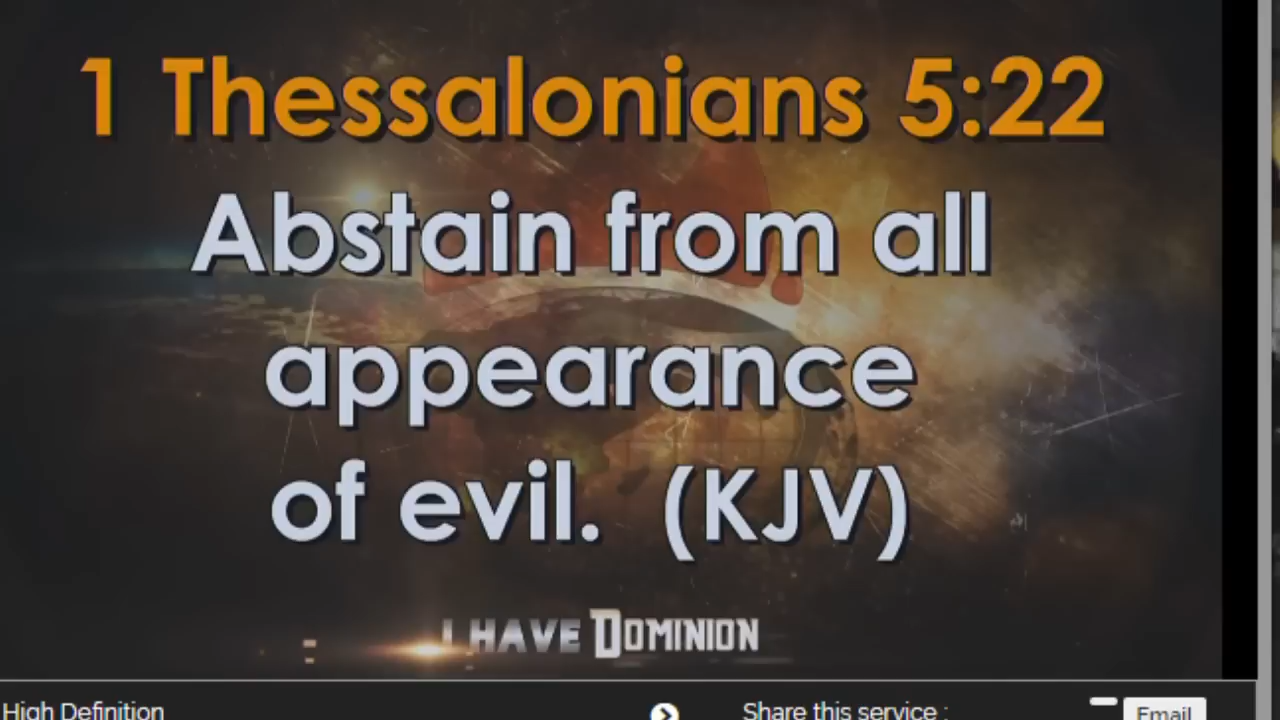 1 Thessalonians 5:22
Abstain from all
appearance
of evil. (KJV)
I HAVE DOMINION
High Definition
Share this service :
Email